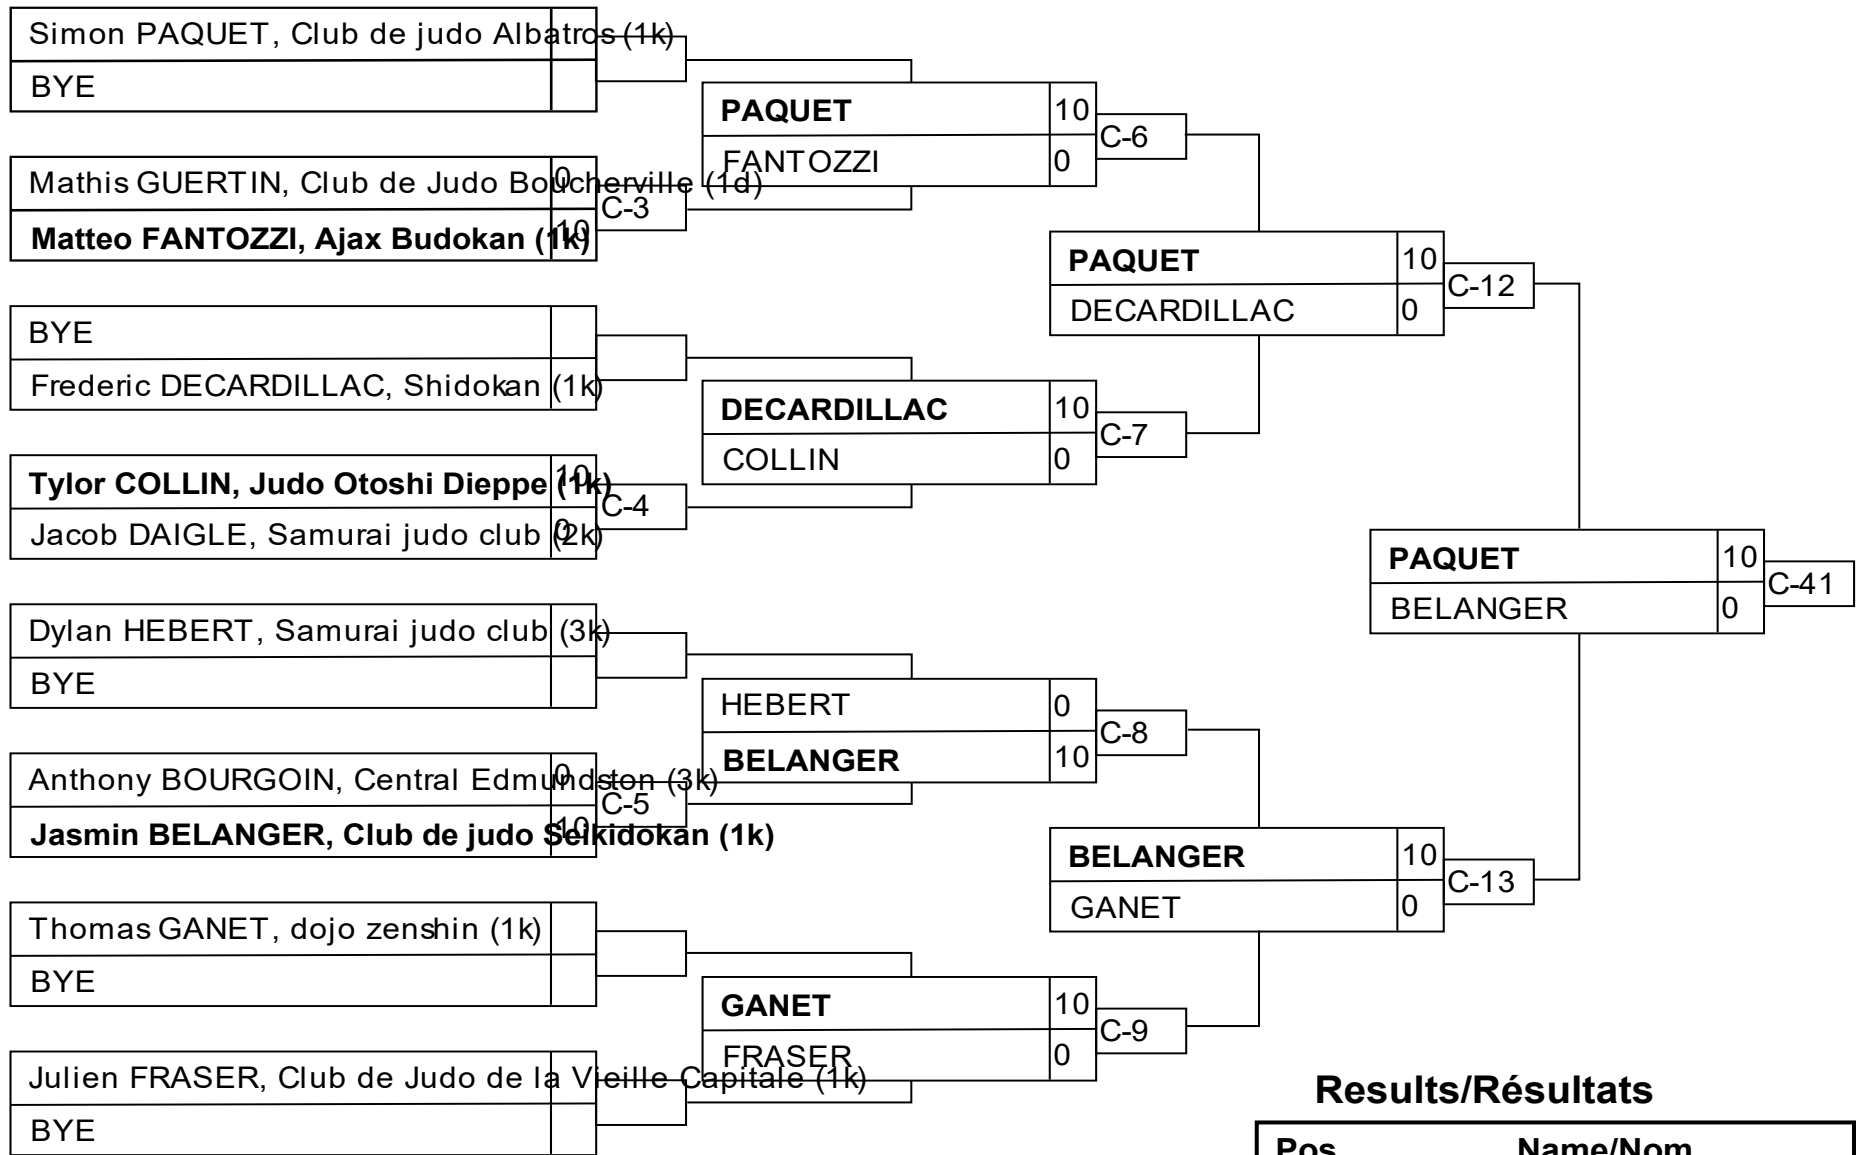 Simon PAQUET, Club de judo Albatros (1k)
BYE
Mathis GUERTIN, Club de Judo Boucherville (1d) 0
Matteo FANTOZZI, Ajax Budokan (1k) 10
C-3
BYE
Frederic DECARDILLAC, Shidokan (1k)
Tylor COLLIN, Judo Otoshi Dieppe (1k) 10
Jacob DAIGLE, Samurai judo club (2k) 0
C-4
Dylan HEBERT, Samurai judo club (3k)
BYE
Anthony BOURGOIN, Central Edmundston (3k) 0
Jasmin BELANGER, Club de judo Seikidokan (1k) 10
C-5
Thomas GANET, dojo zenshin (1k)
BYE
Julien FRASER, Club de Judo de la Vieille Capitale (1k)
BYE
PAQUET 10
FANTOZZI 0
C-6
DECARDILLAC 10
COLLIN 0
C-7
HEBERT 0
BELANGER 10
C-8
GANET 10
FRASER 0
C-9
PAQUET 10
DECARDILLAC 0
C-12
BELANGER 10
GANET 0
C-13
PAQUET 10
BELANGER 0
C-41
Results/Résultats
Pos Name/Nom